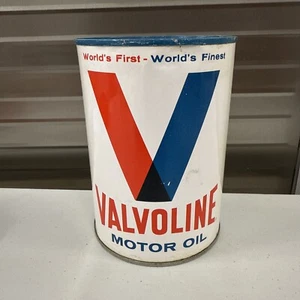 World's First - World's Finest
VALVOLINE
MOTOR OIL